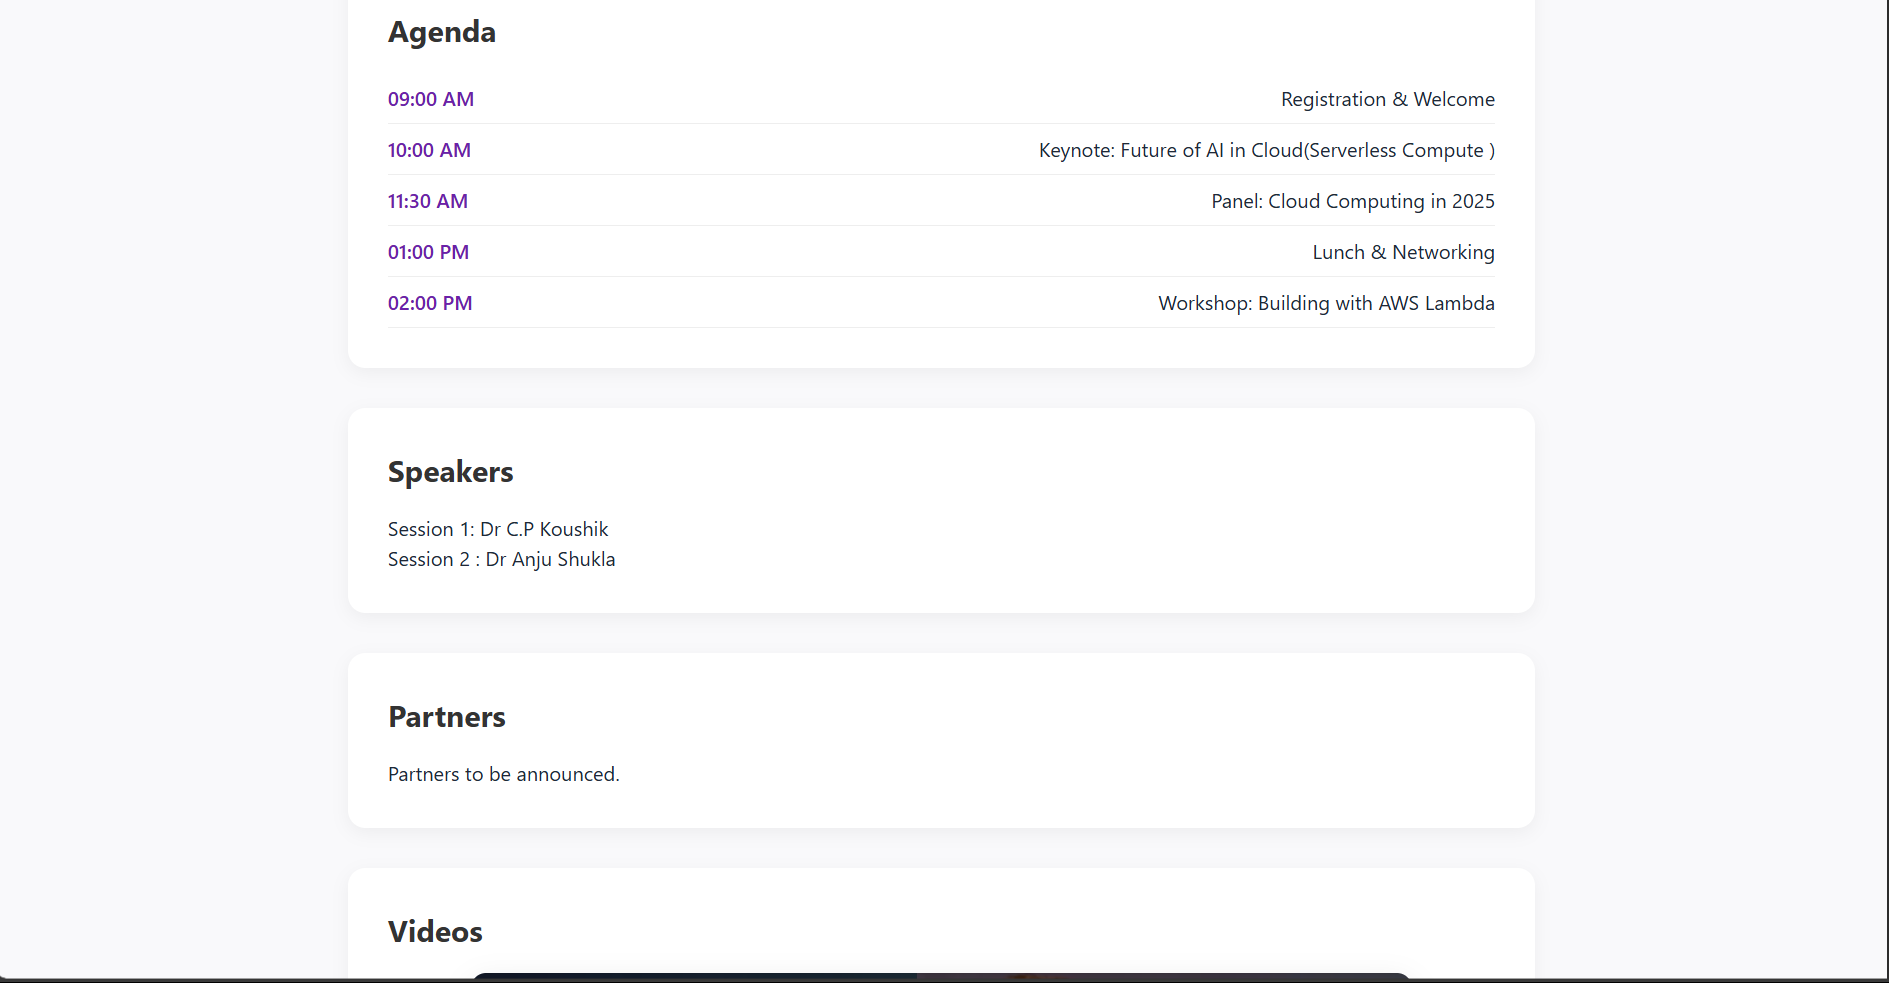 Agenda
09:00 AM Registration & Welcome
10:00 AM Keynote: Future of AI in Cloud(Serverless Compute )
11:30 AM Panel: Cloud Computing in 2025
01:00 PM Lunch & Networking
02:00 PM Workshop: Building with AWS Lambda
Speakers
Session 1: Dr C.P Koushik
Session 2 : Dr Anju Shukla
Partners
Partners to be announced.
Videos